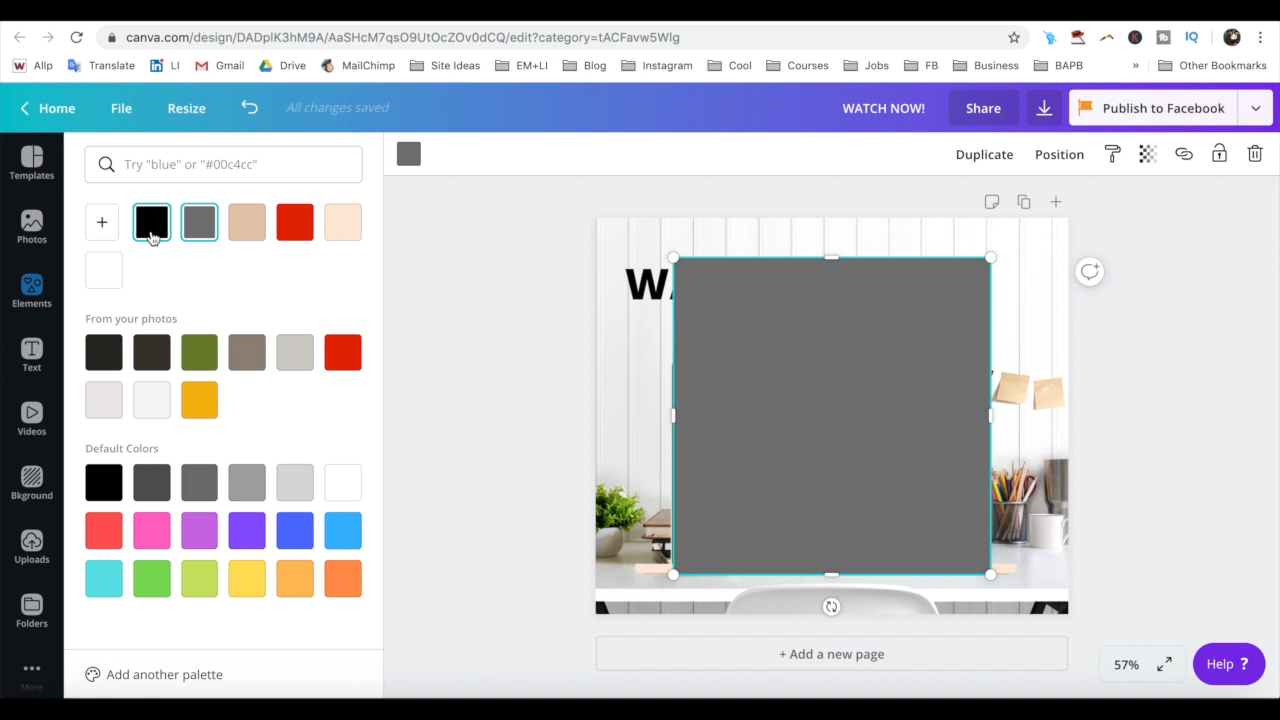 canva.com/design/DADplK3hM9A/AaSHcM7qsO9UtOcZOv0dCQ/edit?category=tACFavw5Wlg
Allp Translate LI Gmail Drive MailChimp Site Ideas EM+LI Blog Instagram Cool Courses Jobs FB Business BAPB » Other Bookmarks
Home File Resize All changes saved WATCH NOW! Share Publish to Facebook
Try "blue" or "#00c4cc"
Duplicate Position
Templates
Photos
Elements
Text
Videos
Bkground
Uploads
Folders
More
+
From your photos
Default Colors
Add another palette
W
+ Add a new page
57%
Help ?